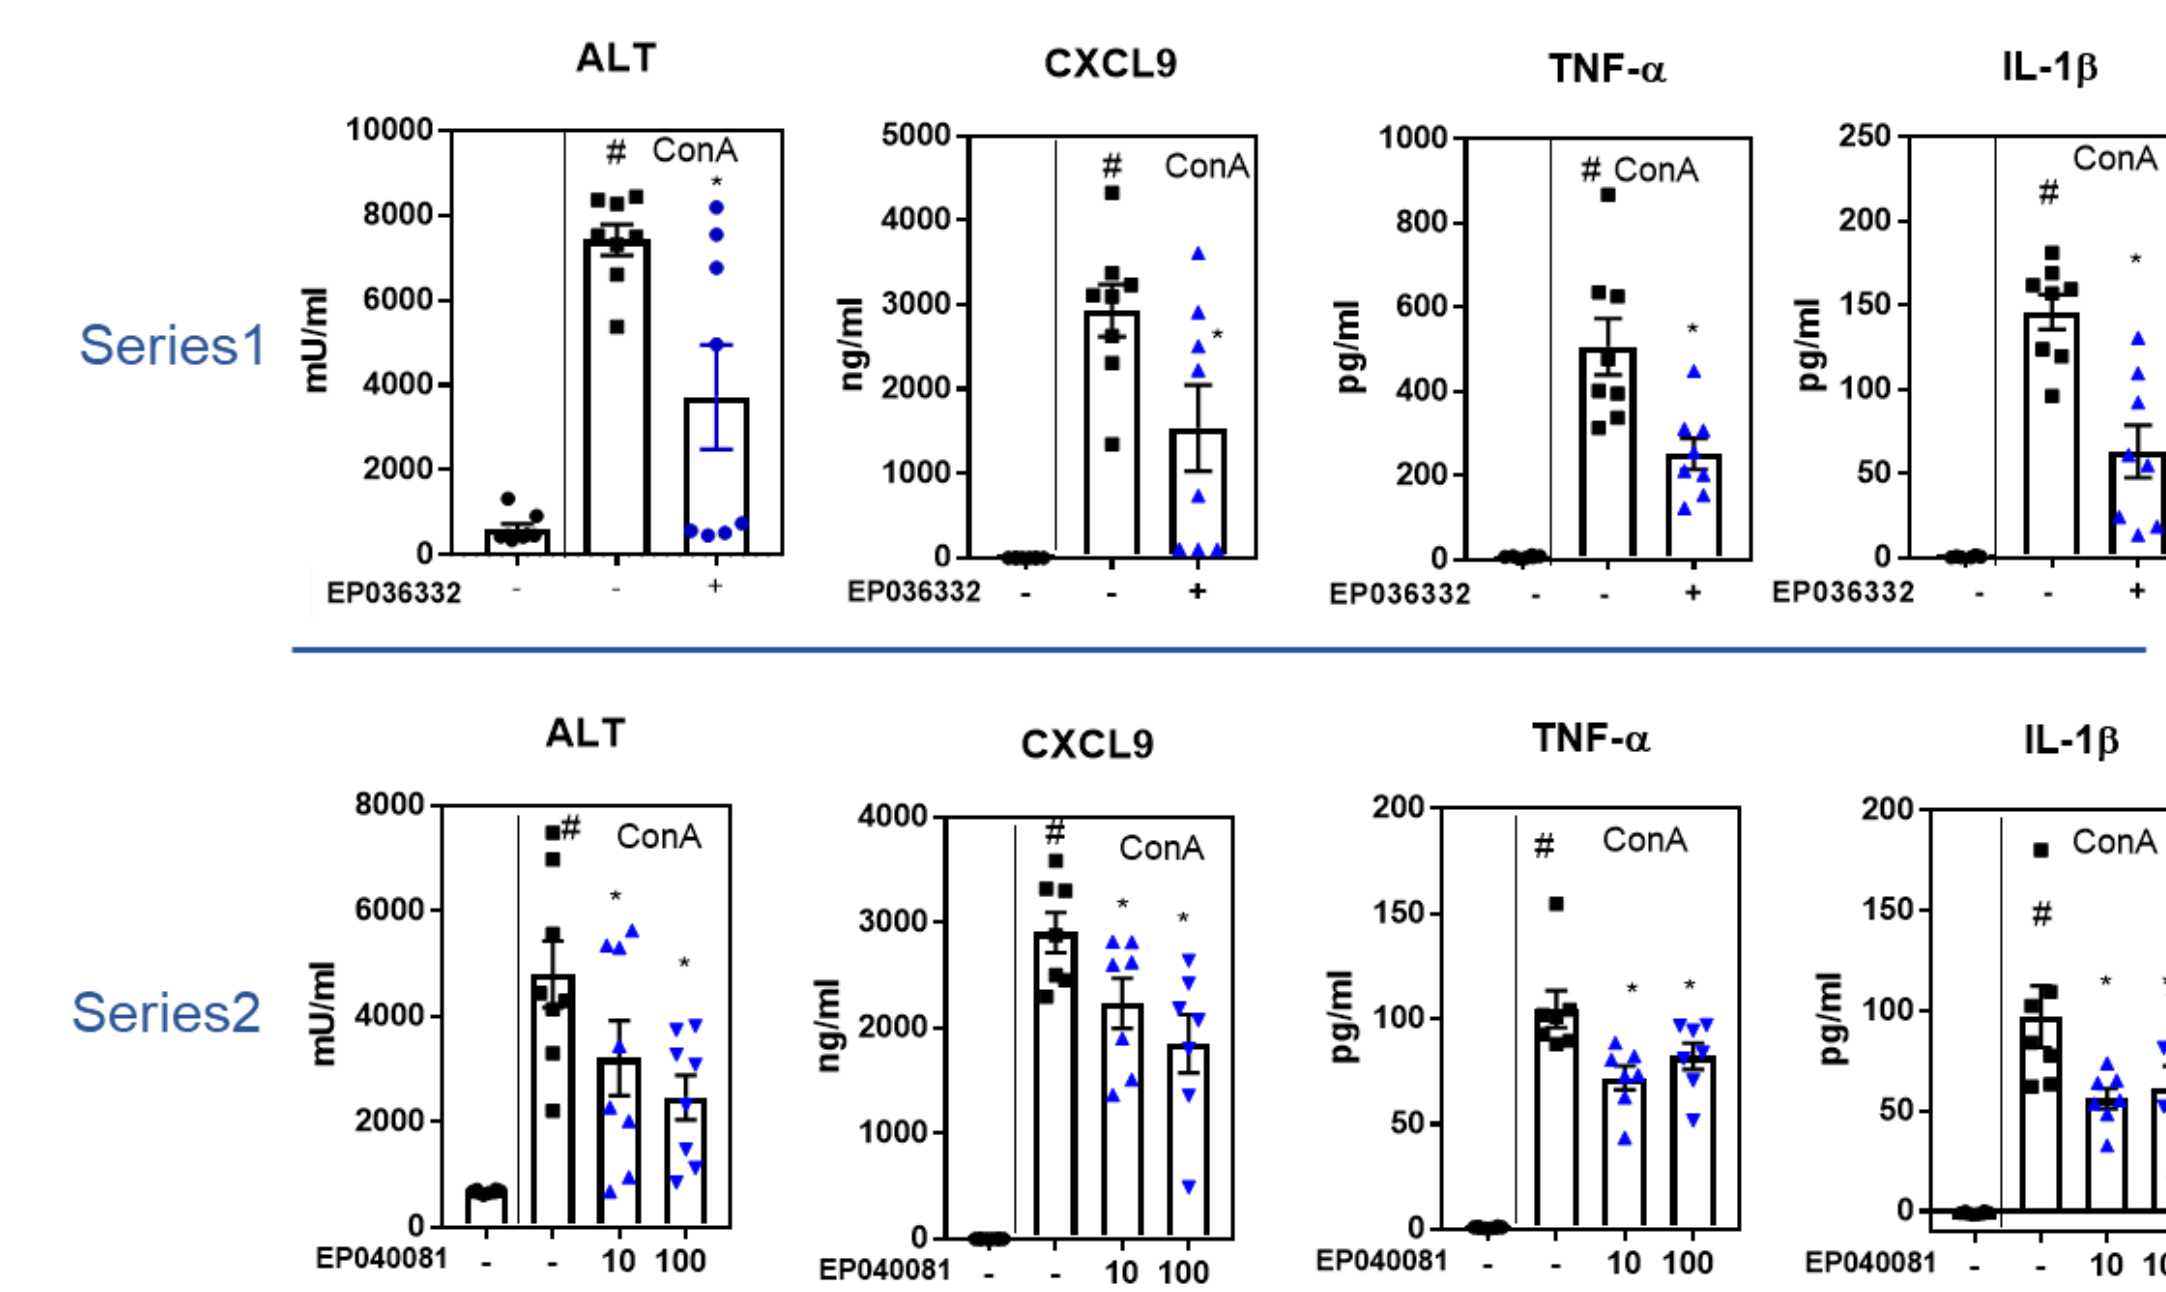 ALT
CXCL9
TNF-α
IL-1β
Series1
mU/ml
10000
8000
6000
4000
2000
0
# ConA
*
EP036332 - - +
ng/ml
5000
4000
3000
2000
1000
0
# ConA
*
EP036332 - - +
pg/ml
1000
800
600
400
200
0
# ConA
*
EP036332 - - +
pg/ml
250
200
150
100
50
0
ConA
#
*
EP036332 - - +
ALT
CXCL9
TNF-α
IL-1β
Series2
mU/ml
8000
6000
4000
2000
0
# ConA
*
*
EP040081 - - 10 100
ng/ml
4000
3000
2000
1000
0
# ConA
* *
EP040081 - - 10 100
pg/ml
200
150
100
50
0
# ConA
* *
EP040081 - - 10 100
pg/ml
200
150
100
50
0
ConA
#
*
EP040081 - - 10